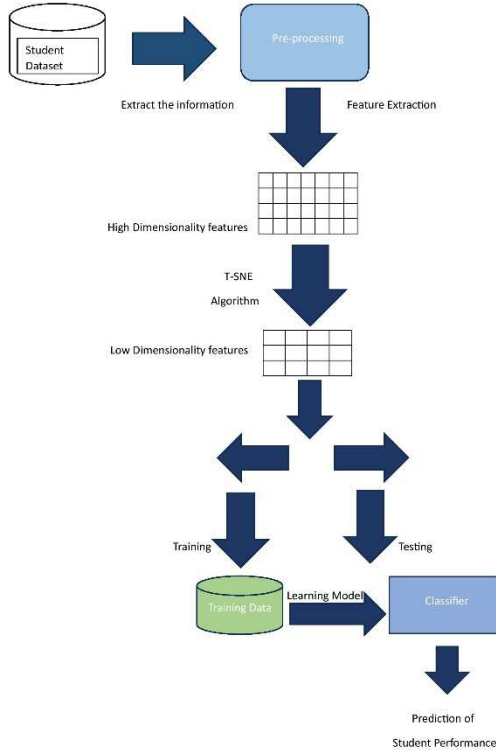 Student
Dataset
Pre-processing
Extract the information
Feature Extraction
High Dimensionality features
T-SNE
Algorithm
Low Dimensionality features
Training
Testing
Training Data
Learning Model
Classifier
Prediction of
Student Performance